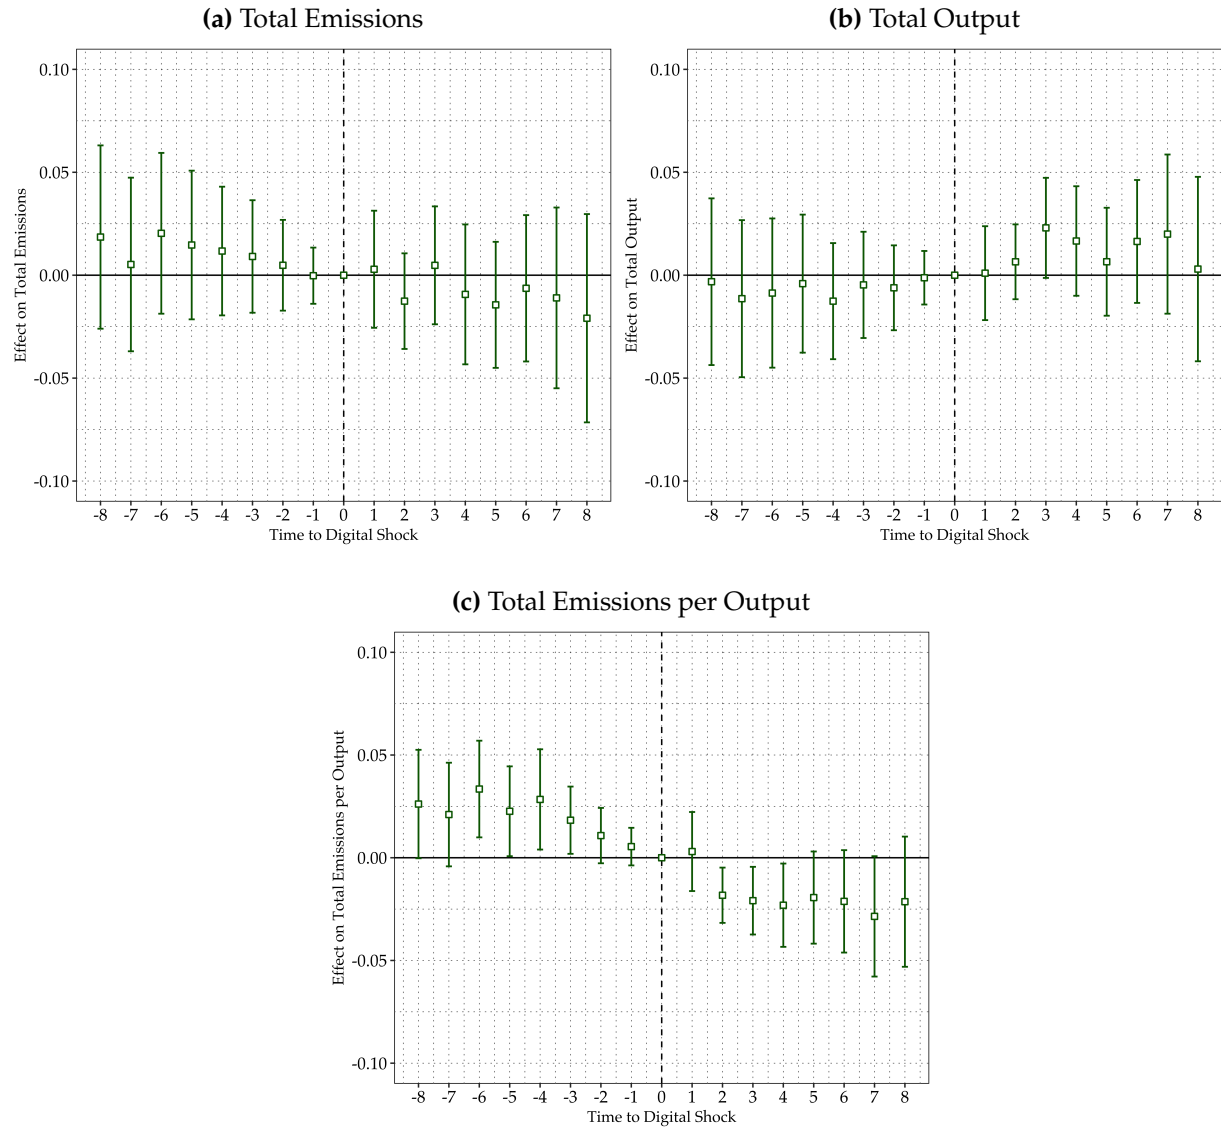 (a) Total Emissions
0.10
0.05
0.00
-0.05
-0.10
Effect on Total Emissions
-8 -7 -6 -5 -4 -3 -2 -1 0 1 2 3 4 5 6 7 8
Time to Digital Shock
(b) Total Output
0.10
0.05
0.00
-0.05
-0.10
Effect on Total Output
-8 -7 -6 -5 -4 -3 -2 -1 0 1 2 3 4 5 6 7 8
Time to Digital Shock
(c) Total Emissions per Output
0.10
0.05
0.00
-0.05
-0.10
Effect on Total Emissions per Output
-8 -7 -6 -5 -4 -3 -2 -1 0 1 2 3 4 5 6 7 8
Time to Digital Shock